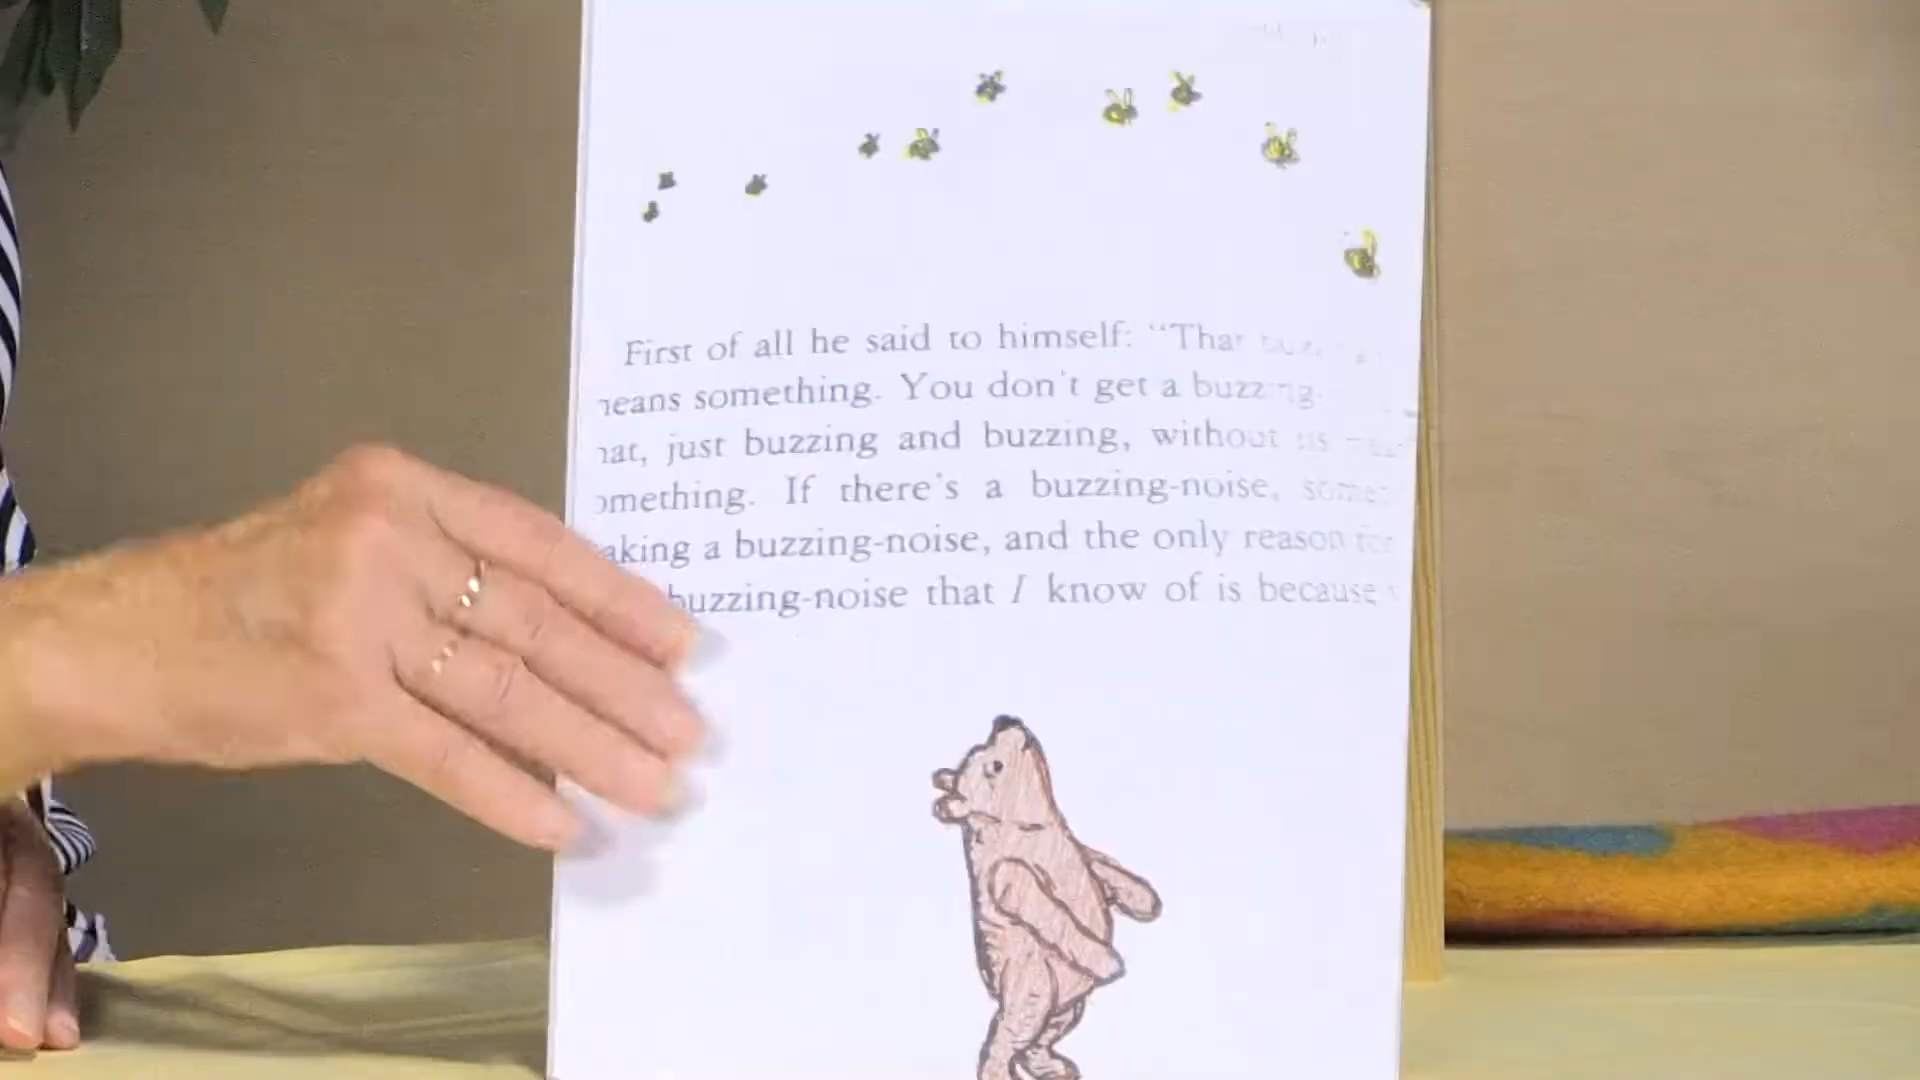 First of all he said to himself: "That
neans something. You don't get a buzzing-
hat, just buzzing and buzzing, without its
omething. If there's a buzzing-noise,
aking a buzzing-noise, and the only reason for
buzzing-noise that I know of is because